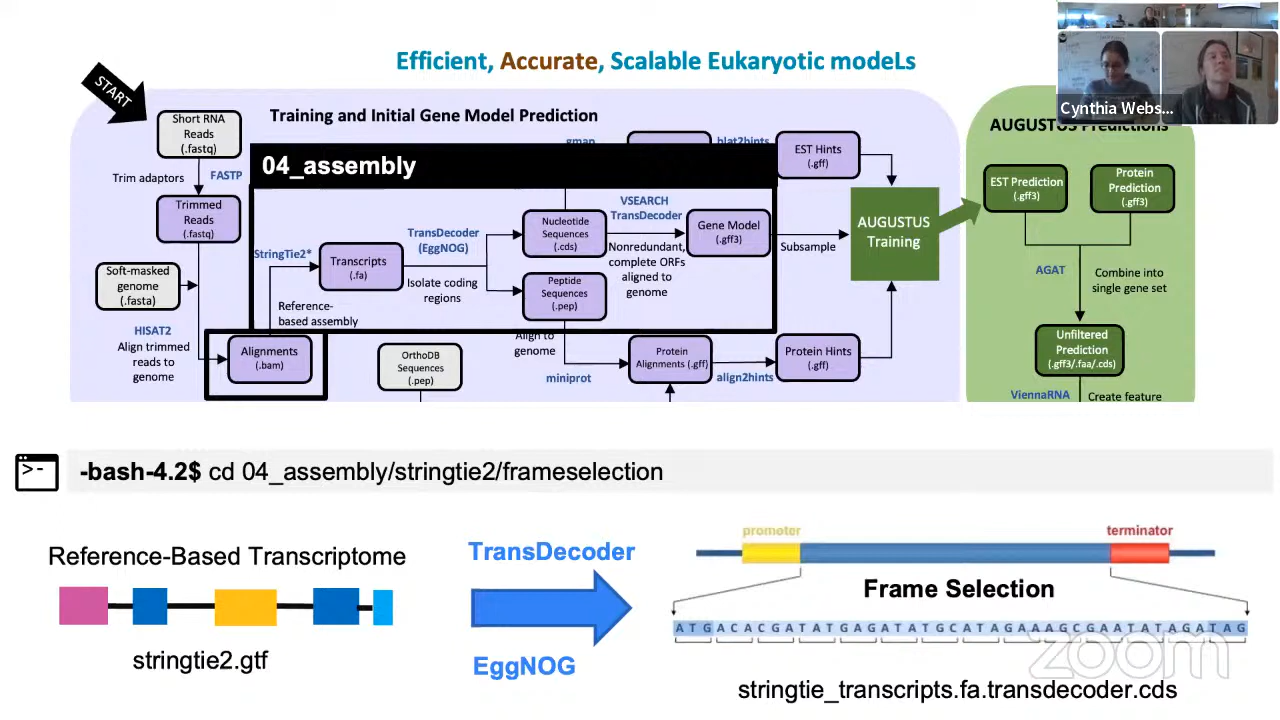 Efficient, Accurate, Scalable Eukaryotic modeLs
Cynthia Webs...
START
Training and Initial Gene Model Prediction
Short RNA
Reads
(.fastq)
Trim adaptors
FASTP
Trimmed
Reads
(.fastq)
Soft-masked
genome
(.fasta)
HISAT2
Align trimmed
reads to
genome
Alignments
(.bam)
04_assembly
StringTie2*
Reference-
based assembly
Transcripts
(.fa)
TransDecoder
(EggNOG)
Isolate coding
regions
Nucleotide
Sequences
(.cds)
Peptide
Sequences
(.pep)
VSEARCH
TransDecoder
Nonredundant,
complete ORFs
aligned to
genome
Gene Model
(.gff3)
Subsample
gmap
blat2hints
EST Hints
(.gff)
AUGUSTUS
Training
Align to
genome
miniprot
OrthoDB
Sequences
(.pep)
Protein
Alignments (.gff)
align2hints
Protein Hints
(.gff)
AUGUSTUS Predictions
EST Prediction
(.gff3)
Protein
Prediction
(.gff3)
AGAT
Combine into
single gene set
Unfiltered
Prediction
(.gff3/.faa/.cds)
ViennaRNA
Create feature
>-
-bash-4.2$ cd 04_assembly/stringtie2/frameselection
Reference-Based Transcriptome
stringtie2.gtf
TransDecoder
EggNOG
promoter
terminator
Frame Selection
ATGACACGATATGAGATATGCATAGAAAGCGAATATAGATAG
zoom
stringtie_transcripts.fa.transdecoder.cds